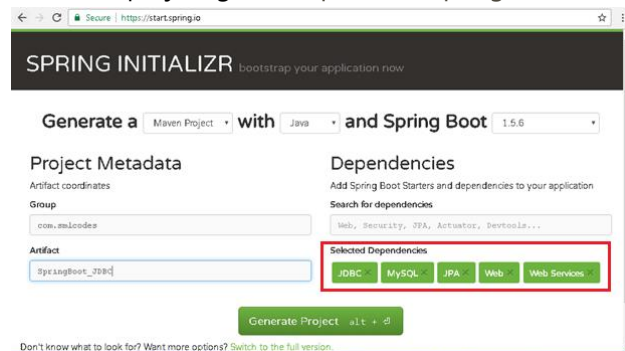 Secure | https://start.spring.io
SPRING INITIALIZR bootstrap your application now
Generate a Maven Project with Java and Spring Boot 1.5.6
Project Metadata
Artifact coordinates
Group
com.smlcodes
Artifact
SpringBoot_JDBC
Dependencies
Add Spring Boot Starters and dependencies to your application
Search for dependencies
Web, Security, JPA, Actuator, Devtools...
Selected Dependencies
JDBC × MySQL × JPA × Web × Web Services ×
Generate Project alt + ⏎
Don't know what to look for? Want more options? Switch to the full version.